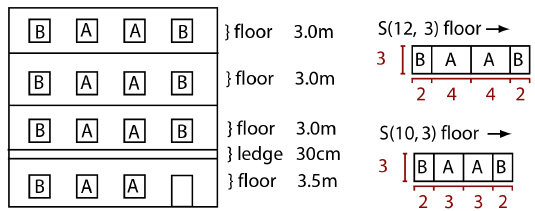 B A A B } floor 3.0m
B A A B } floor 3.0m
B A A B } floor 3.0m
} ledge 30cm
B A A } floor 3.5m
S(12, 3) floor →
3 B A A B
2 4 4 2
S(10,3) floor →
3 B A A B
2 3 3 2